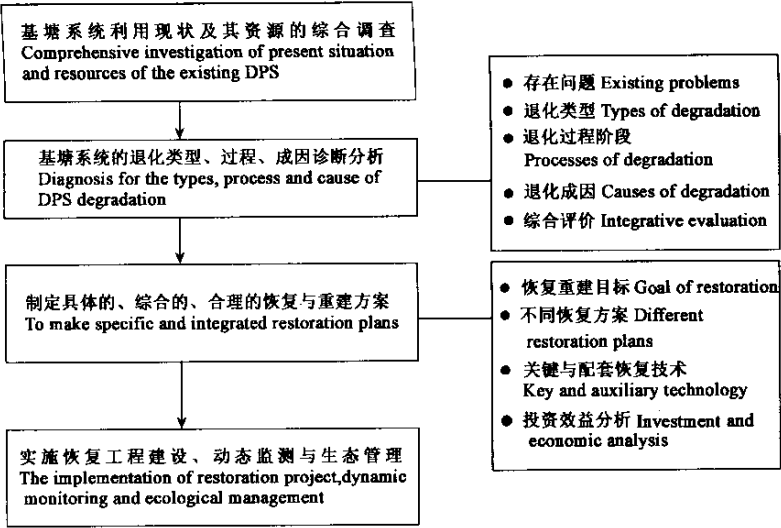 基塘系统利用现状及其资源的综合调查
Comprehensive investigation of present situation
and resources of the existing DPS
基塘系统的退化类型、过程、成因诊断分析
Diagnosis for the types, process and cause of
DPS degradation
● 存在问题 Existing problems
● 退化类型 Types of degradation
● 退化过程阶段
Processes of degradation
● 退化成因 Causes of degradation
● 综合评价 Integrative evaluation
制定具体的、综合的、合理的恢复与重建方案
To make specific and integrated restoration plans
● 恢复重建目标 Goal of restoration
● 不同恢复方案 Different
restoration plans
● 关键与配套恢复技术
Key and auxiliary technology
● 投资效益分析 Investment and
economic analysis
实施恢复工程建设、动态监测与生态管理
The implementation of restoration project,dynamic
monitoring and ecological management